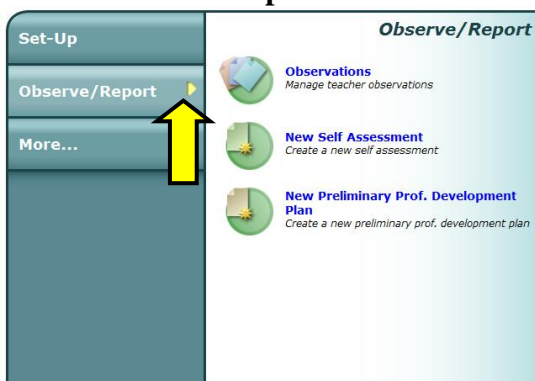 Set-Up
Observe/Report
More...
Observe/Report
Observations
Manage teacher observations
New Self Assessment
Create a new self assessment
New Preliminary Prof. Development
Plan
Create a new preliminary prof. development plan